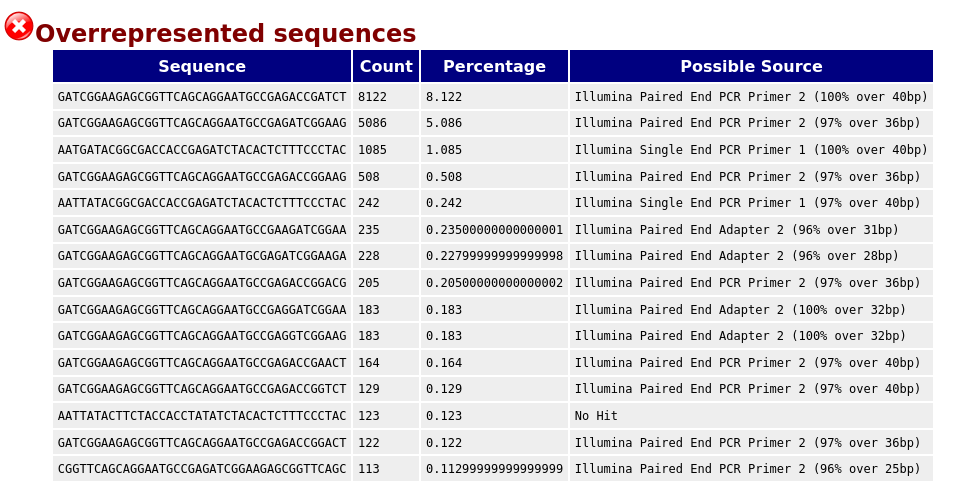 Overrepresented sequences
Sequence Count Percentage Possible Source
GATCGGAAGAGCGGTTCAGCAGGAATGCCGAGACCGATCT 8122 8.122 Illumina Paired End PCR Primer 2 (100% over 40bp)
GATCGGAAGAGCGGTTCAGCAGGAATGCCGAGATCGGAAG 5086 5.086 Illumina Paired End PCR Primer 2 (97% over 36bp)
AATGATACGGCGACCACCGAGATCTACACTCTTTCCCTAC 1085 1.085 Illumina Single End PCR Primer 1 (100% over 40bp)
GATCGGAAGAGCGGTTCAGCAGGAATGCCGAGACCGGAAG 508 0.508 Illumina Paired End PCR Primer 2 (97% over 36bp)
AATTATACGGCGACCACCGAGATCTACACTCTTTCCCTAC 242 0.242 Illumina Single End PCR Primer 1 (97% over 40bp)
GATCGGAAGAGCGGTTCAGCAGGAATGCCGAAGATCGGAA 235 0.23500000000000001 Illumina Paired End Adapter 2 (96% over 31bp)
GATCGGAAGAGCGGTTCAGCAGGAATGCGAGATCGGAAGA 228 0.22799999999999998 Illumina Paired End Adapter 2 (96% over 28bp)
GATCGGAAGAGCGGTTCAGCAGGAATGCCGAGACCGGACG 205 0.20500000000000002 Illumina Paired End PCR Primer 2 (97% over 36bp)
GATCGGAAGAGCGGTTCAGCAGGAATGCCGAGGATCGGAA 183 0.183 Illumina Paired End Adapter 2 (100% over 32bp)
GATCGGAAGAGCGGTTCAGCAGGAATGCCGAGGTCGGAAG 183 0.183 Illumina Paired End Adapter 2 (100% over 32bp)
GATCGGAAGAGCGGTTCAGCAGGAATGCCGAGACCGAACT 164 0.164 Illumina Paired End PCR Primer 2 (97% over 40bp)
GATCGGAAGAGCGGTTCAGCAGGAATGCCGAGACCGGTCT 129 0.129 Illumina Paired End PCR Primer 2 (97% over 40bp)
AATTATACTTCTACCACCTATATCTACACTCTTTCCCTAC 123 0.123 No Hit
GATCGGAAGAGCGGTTCAGCAGGAATGCCGAGACCGGACT 122 0.122 Illumina Paired End PCR Primer 2 (97% over 36bp)
CGGTTCAGCAGGAATGCCGAGATCGGAAGAGCGGTTCAGC 113 0.11299999999999999 Illumina Paired End PCR Primer 2 (96% over 25bp)